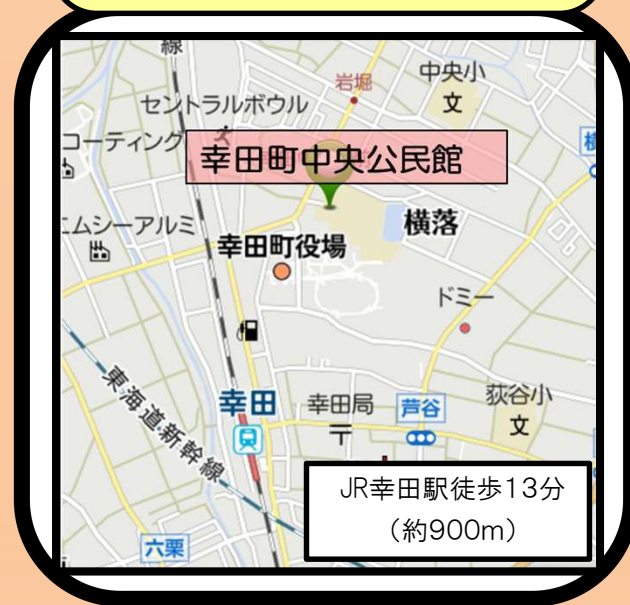 線
中央小
岩堀
文
セントラルボウル
コーティング
幸田町中央公民館
横落
ムシーアルミ
幸田町役場
ドミー
東海道新幹線
幸田
幸田局
芦谷
荻谷小
文
JR幸田駅徒歩13分
（約900m）
六栗